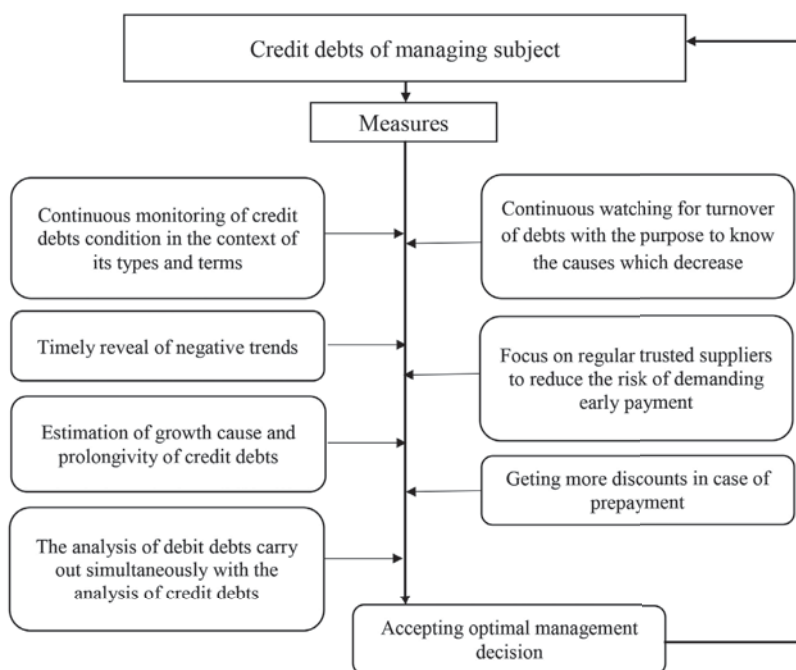 Credit debts of managing subject
Measures
Continuous monitoring of credit
debts condition in the context of
its types and terms
Continuous watching for turnover
of debts with the purpose to know
the causes which decrease
Timely reveal of negative trends
Focus on regular trusted suppliers
to reduce the risk of demanding
early payment
Estimation of growth cause and
prolongivity of credit debts
Geting more discounts in case of
prepayment
The analysis of debit debts carry
out simultaneously with the
analysis of credit debts
Accepting optimal management
decision